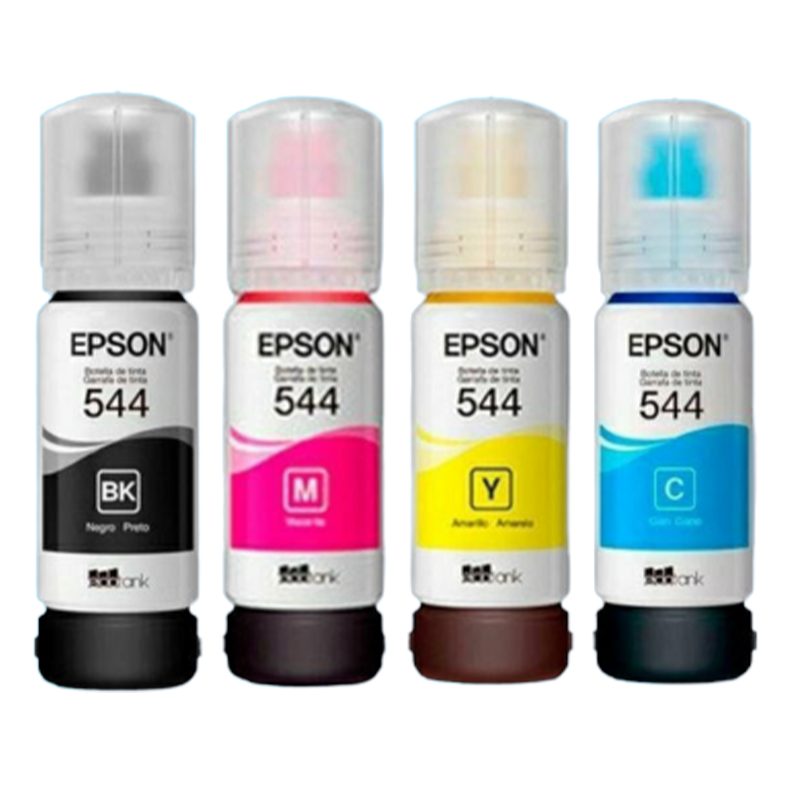 EPSON®
Botella de tinta
Garrafa de tinta
544
BK
Negro Preto
EPSON®
Botella de tinta
Garrafa de tinta
544
M
Magenta
EPSON®
Botella de tinta
Garrafa de tinta
544
Y
Amarillo Amarelo
EPSON®
Botella de tinta
Garrafa de tinta
544
C
Cian Ciano